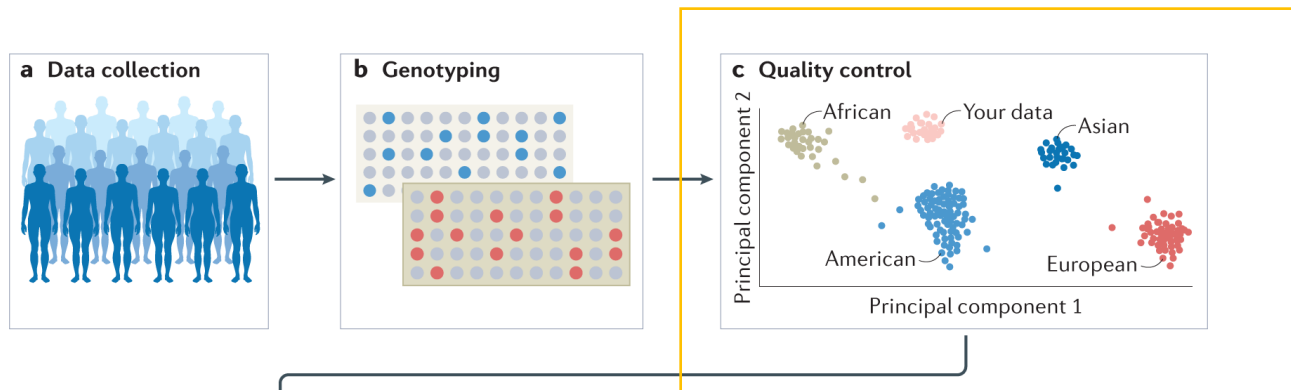 a Data collection
b Genotyping
c Quality control
African
Your data
Asian
American
European
Principal component 2
Principal component 1